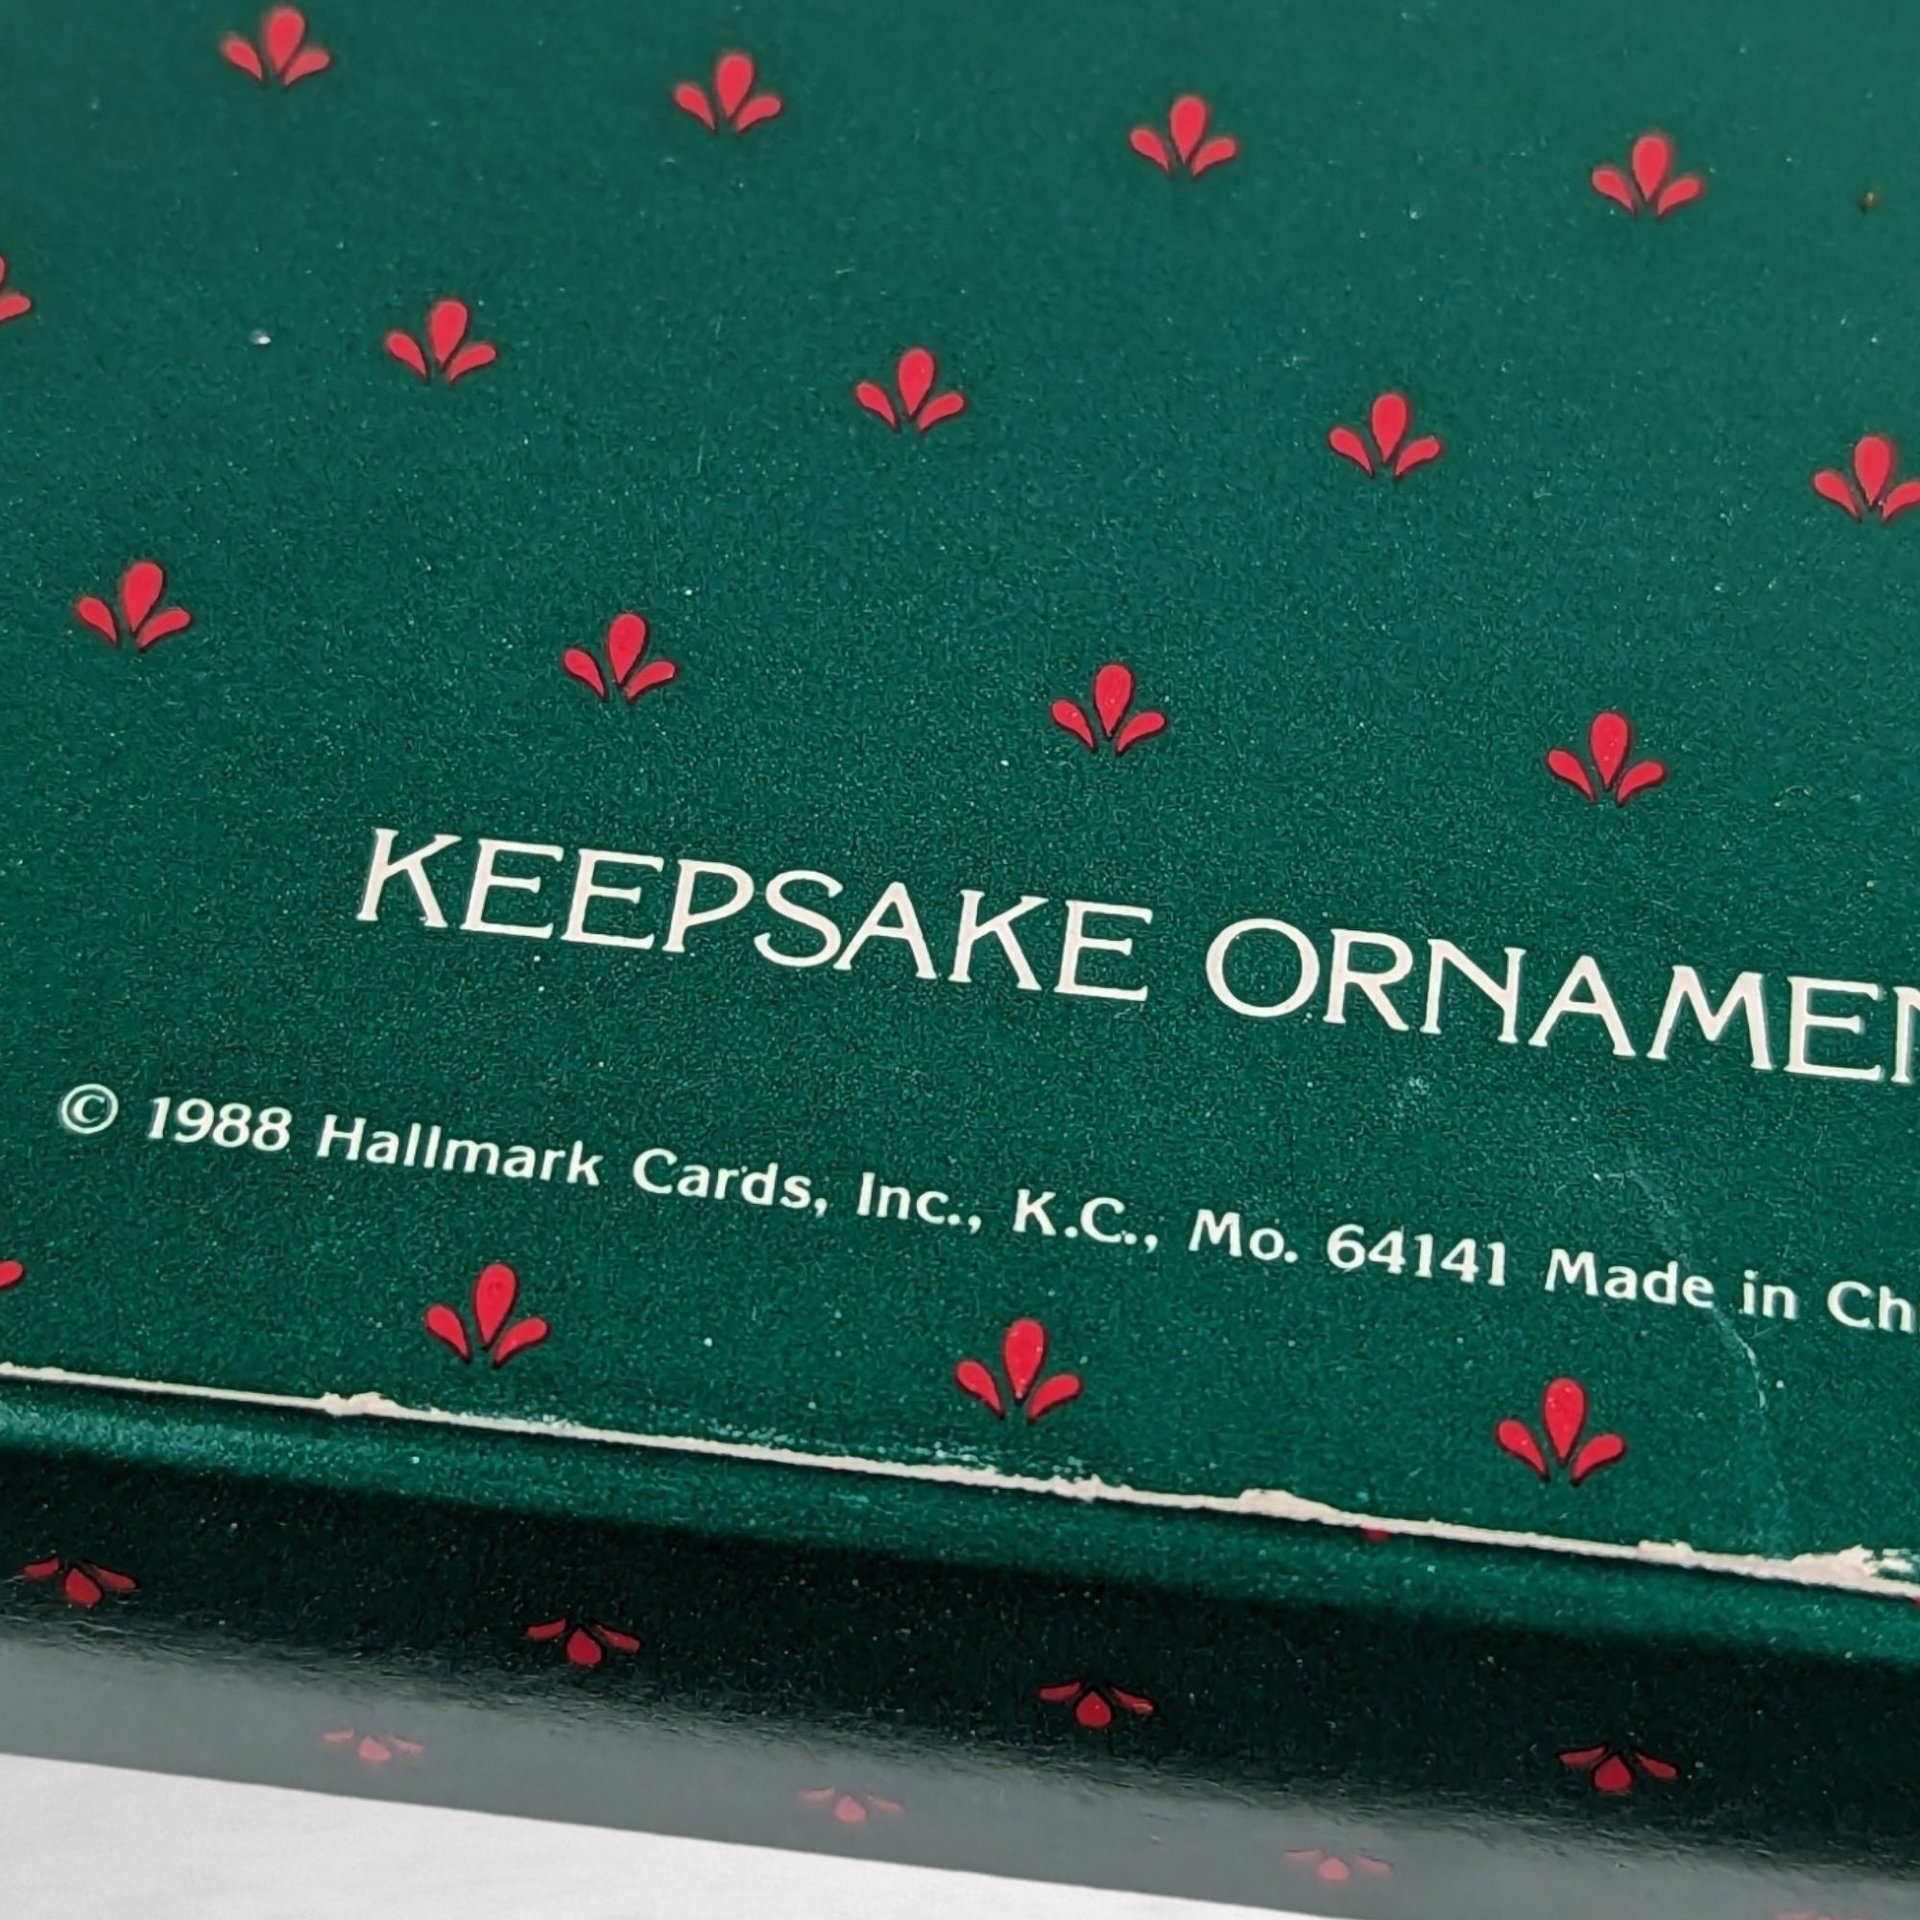 KEEPSAKE ORNAMEN
© 1988 Hallmark Cards, Inc., K.C., Mo. 64141 Made in Ch